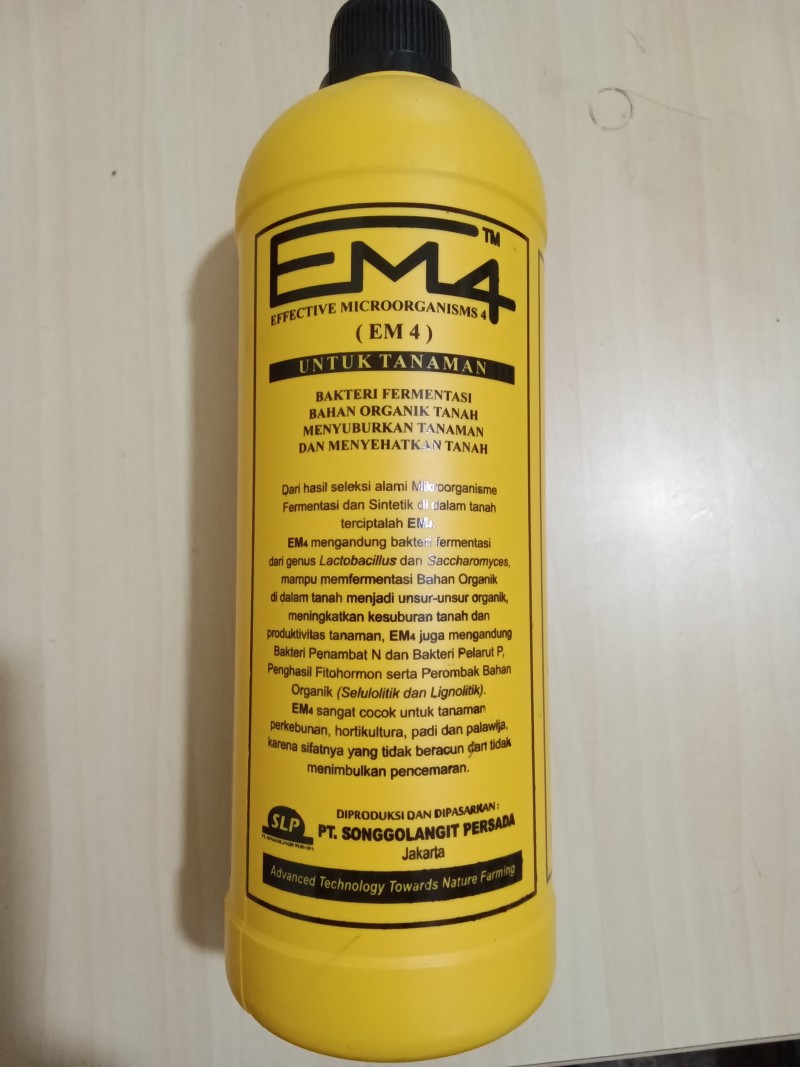 EM4 ™
EFFECTIVE MICROORGANISMS 4
( EM 4 )
UNTUK TANAMAN
BAKTERI FERMENTASI
BAHAN ORGANIK TANAH
MENYUBURKAN TANAMAN
DAN MENYEHATKAN TANAH
Dari hasil seleksi alami Mikroorganisme
Fermentasi dan Sintetik di dalam tanah
terciptalah EM4.
EM4 mengandung bakteri fermentasi
dari genus Lactobacillus dan Saccharomyces,
mampu memfermentasi Bahan Organik
di dalam tanah menjadi unsur-unsur organik,
meningkatkan kesuburan tanah dan
produktivitas tanaman, EM4 juga mengandung
Bakteri Penambat N dan Bakteri Pelarut P,
Penghasil Fitohormon serta Perombak Bahan
Organik (Selulolitik dan Lignolitik).
EM4 sangat cocok untuk tanaman
perkebunan, hortikultura, padi dan palawija,
karena sifatnya yang tidak beracun dan tidak
menimbulkan pencemaran.
SLP
DIPRODUKSI DAN DIPASARKAN :
PT. SONGGOLANGIT PERSADA
Jakarta
Advanced Technology Towards Nature Farming